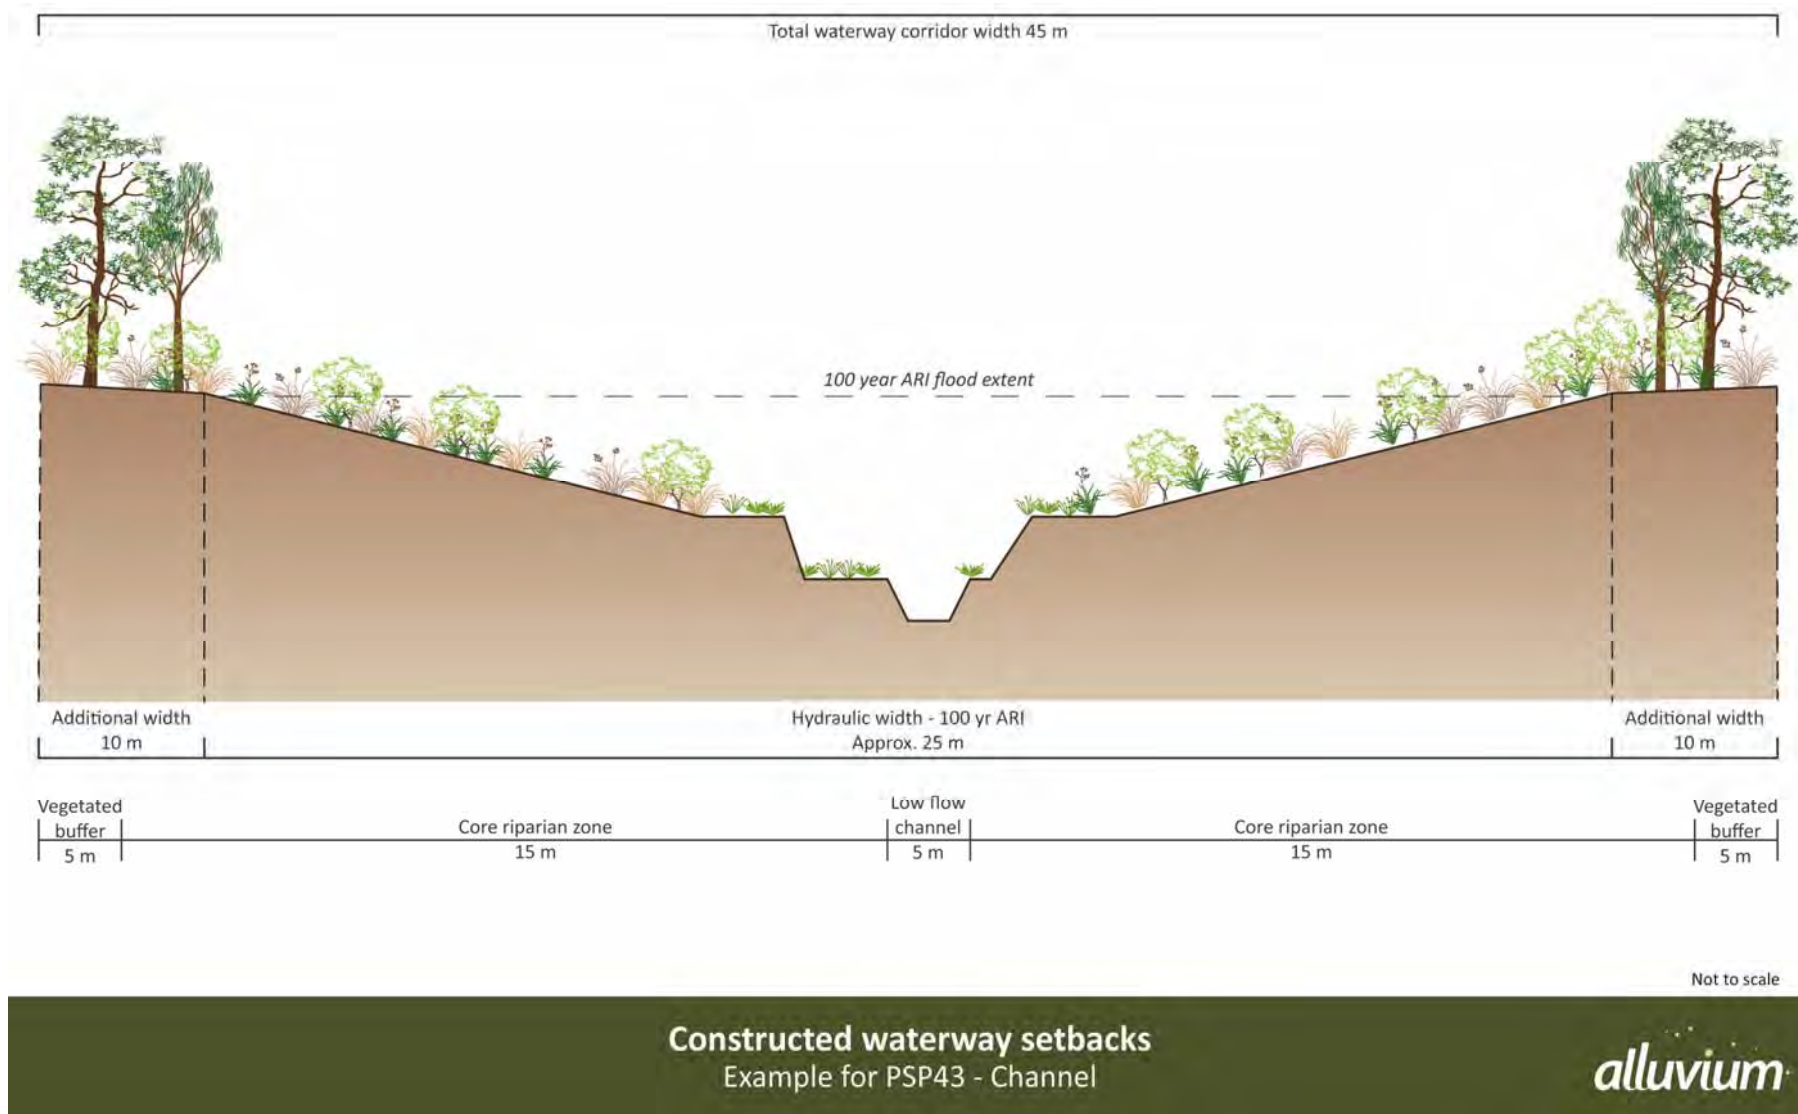 Total waterway corridor width 45 m
100 year ARI flood extent
Additional width
10 m
Hydraulic width - 100 yr ARI
Approx. 25 m
Additional width
10 m
Vegetated
buffer
5 m
Core riparian zone
15 m
Low flow
channel
5 m
Core riparian zone
15 m
Vegetated
buffer
5 m
Not to scale
Constructed waterway setbacks
Example for PSP43 - Channel
alluvium